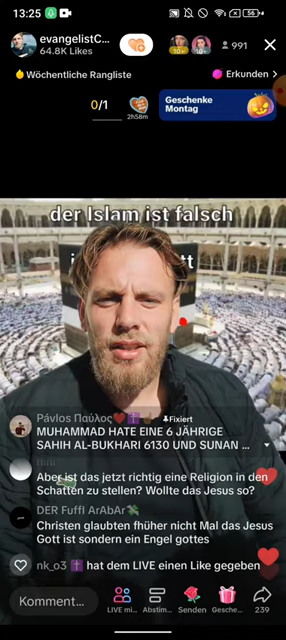 13:25
56
evangelistC...
64.8K Likes
10+
10+
991
Wöchentliche Rangliste
Erkunden >
0/1
2h58m
Geschenke
Montag
der Islam ist falsch
Pávlos Παύλος
Fixiert
MUHAMMAD HATE EINE 6 JÄHRIGE
SAHIH AL-BUKHARI 6130 UND SUNAN ...
Aber ist das jetzt richtig eine Religion in den
Schatten zu stellen? Wollte das Jesus so?
DER Fuffi ArAbAr
Christen glaubten fhüher nicht Mal das Jesus
Gott ist sondern ein Engel gottes
nk_o3 hat dem LIVE einen Like gegeben
Komment...
LIVE mi...
Abstim...
Senden
Gesche...
239